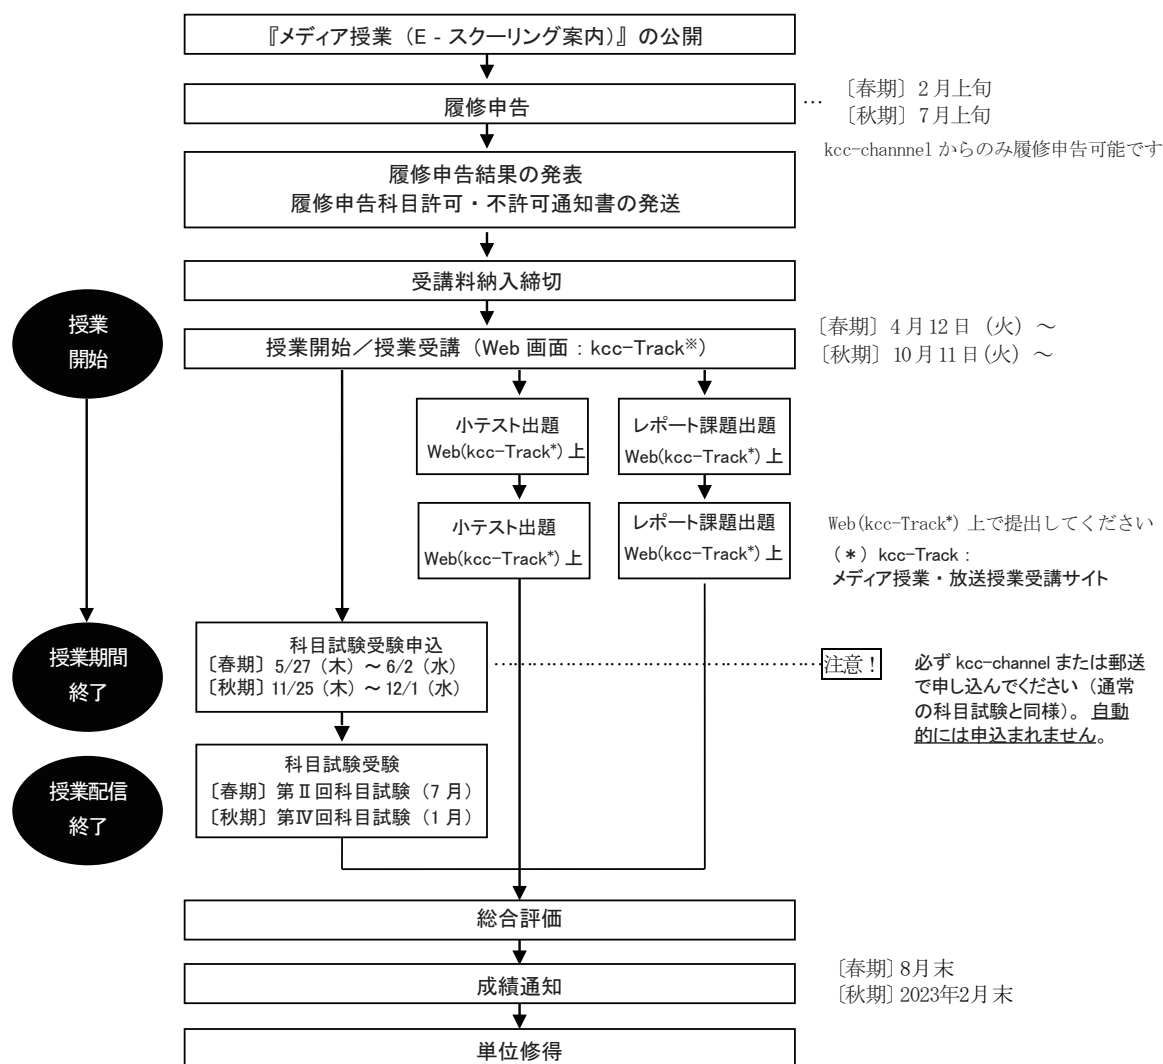 『メディア授業（E - スクーリング案内）』の公開
履修申告
… 〔春期〕2月上旬
〔秋期〕7月上旬
kcc-channnel からのみ履修申告可能です
履修申告結果の発表
履修申告科目許可・不許可通知書の発送
受講料納入締切
授業
開始
授業開始／授業受講（Web 画面：kcc-Track※）
〔春期〕4月12日（火）～
〔秋期〕10月11日（火）～
小テスト出題
Web(kcc-Track*) 上
レポート課題出題
Web(kcc-Track*) 上
小テスト出題
Web(kcc-Track*) 上
レポート課題出題
Web(kcc-Track*) 上
Web(kcc-Track*) 上で提出してください
（＊）kcc-Track：
メディア授業・放送授業受講サイト
授業期間
終了
科目試験受験申込
〔春期〕5/27（木）～ 6/2（水）
〔秋期〕11/25（木）～ 12/1（水）
注意！
必ず kcc-channel または郵送
で申し込んでください（通常
の科目試験と同様）。自動
的には申込まれません。
授業配信
終了
科目試験受験
〔春期〕第Ⅱ回科目試験（7月）
〔秋期〕第Ⅳ回科目試験（1月）
総合評価
成績通知
〔春期〕8月末
〔秋期〕2023年2月末
単位修得